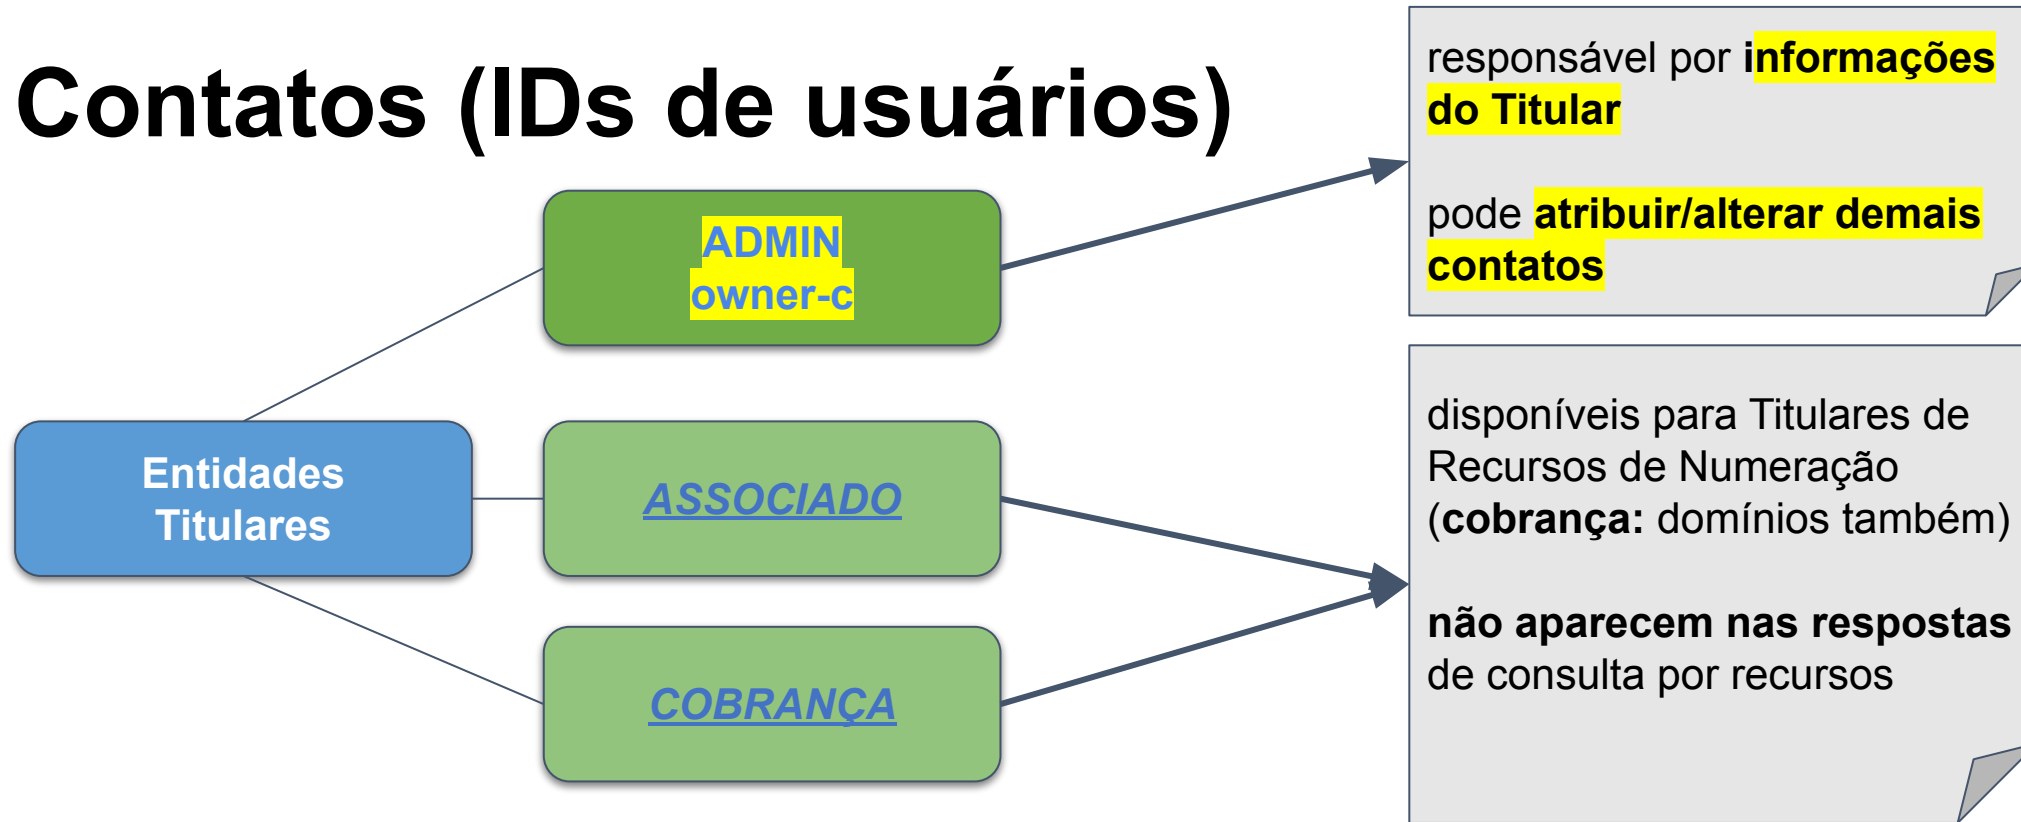 Contatos (IDs de usuários)
responsável por informações
do Titular
pode atribuir/alterar demais
contatos
ADMIN
owner-c
Entidades
Titulares
ASSOCIADO
COBRANÇA
disponíveis para Titulares de
Recursos de Numeração
(cobrança: domínios também)
não aparecem nas respostas
de consulta por recursos